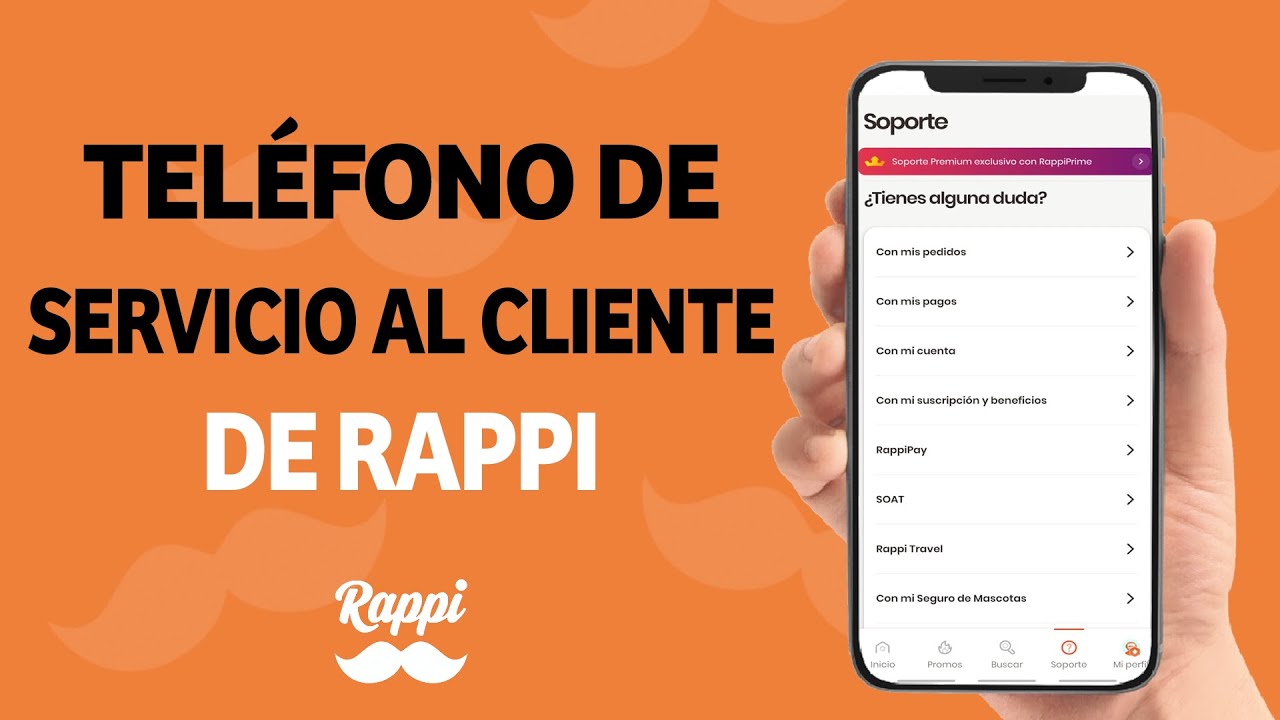 TELÉFONO DE
SERVICIO AL CLIENTE
DE RAPPI
Rappi
Soporte
Soporte Premium exclusivo con RappiPrime
¿Tienes alguna duda?
Con mis pedidos
Con mis pagos
Con mi cuenta
Con mi suscripción y beneficios
RappiPay
SOAT
Rappi Travel
Con mi Seguro de Mascotas
Inicio
Promos
Buscar
Soporte
Mi perfil